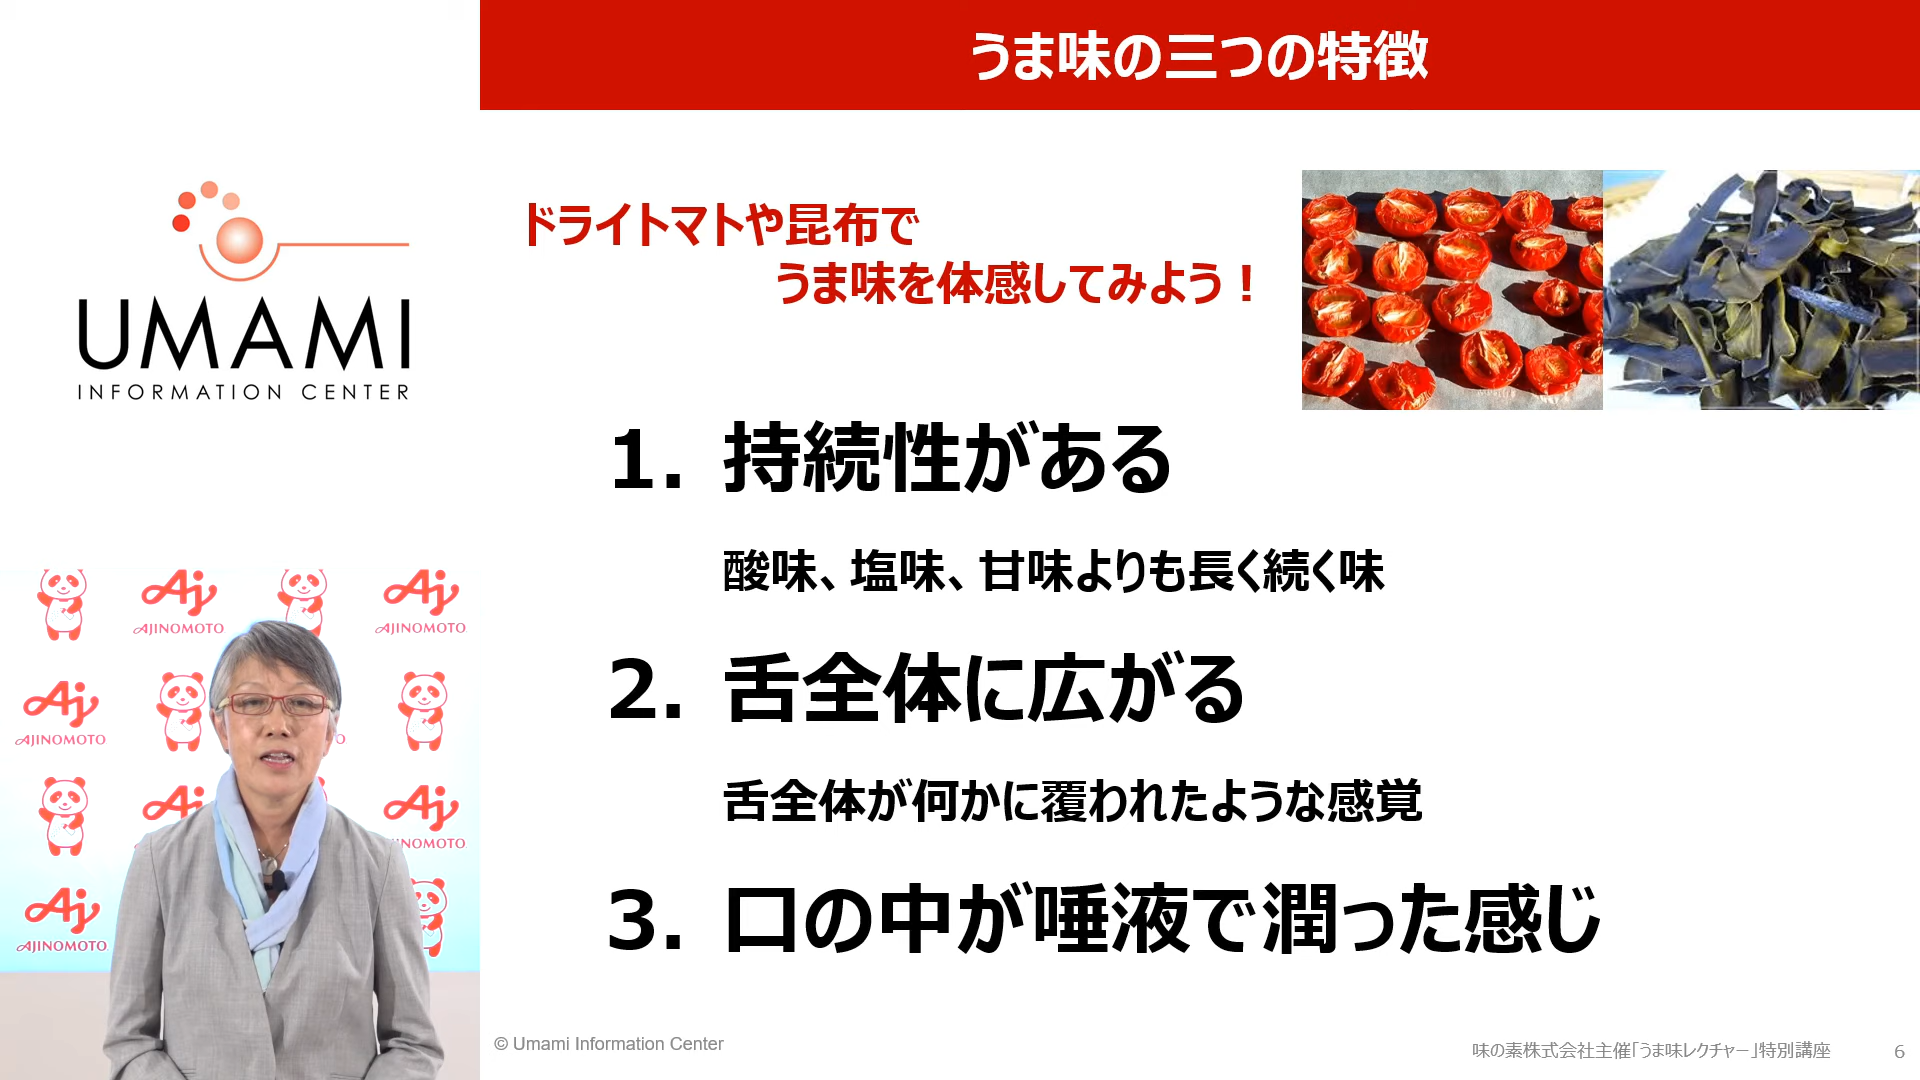 うま味の三つの特徴
UMAMI
INFORMATION CENTER
ドライトマトや昆布で
うま味を体感してみよう！
1. 持続性がある
酸味、塩味、甘味よりも長く続く味
2. 舌全体に広がる
舌全体が何かに覆われたような感覚
3. 口の中が唾液で潤った感じ
Aj Aj
AJINOMOTO AJINOMOTO
Aj
AJINOMOTO
Aj Aj
Aj
AJINOMOTO
© Umami Information Center
味の素株式会社主催「うま味レクチャー」特別講座
6